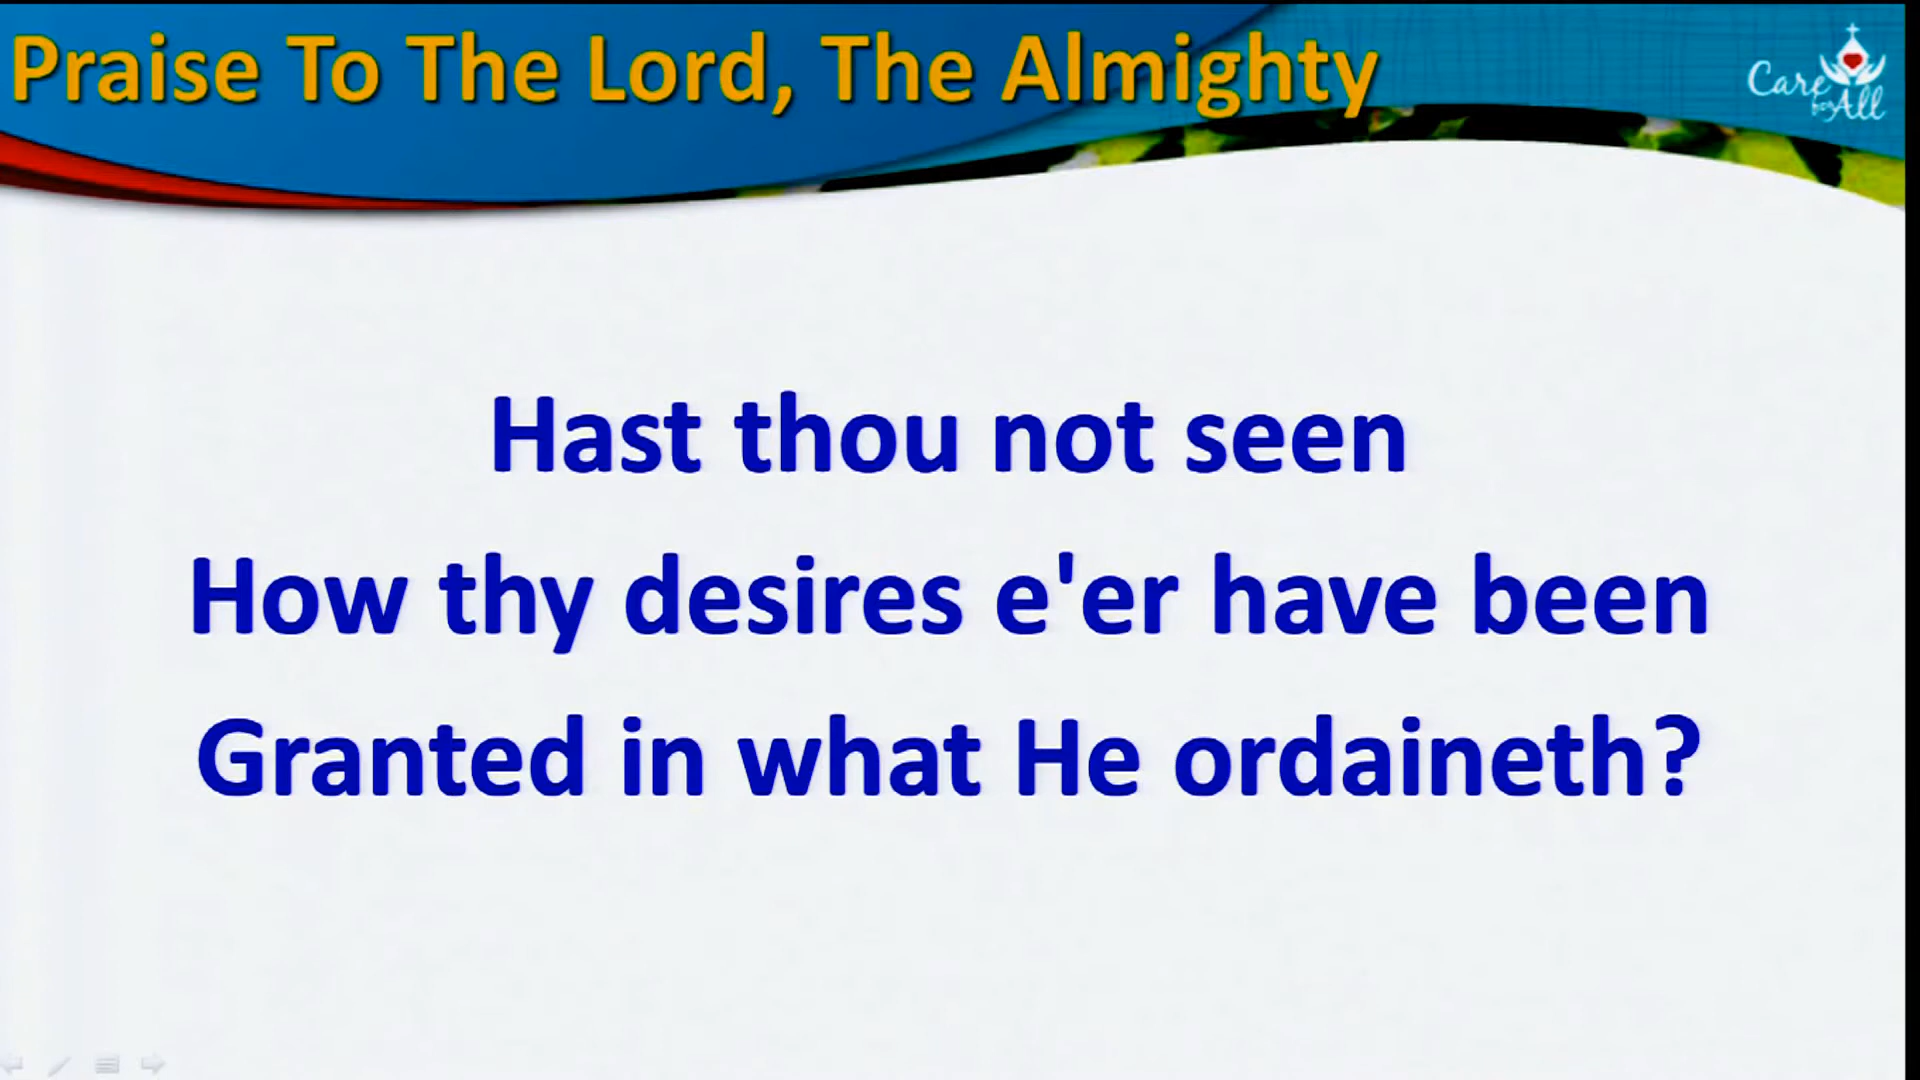 Praise To The Lord, The Almighty
Care
for All
Hast thou not seen
How thy desires e'er have been
Granted in what He ordaineth?